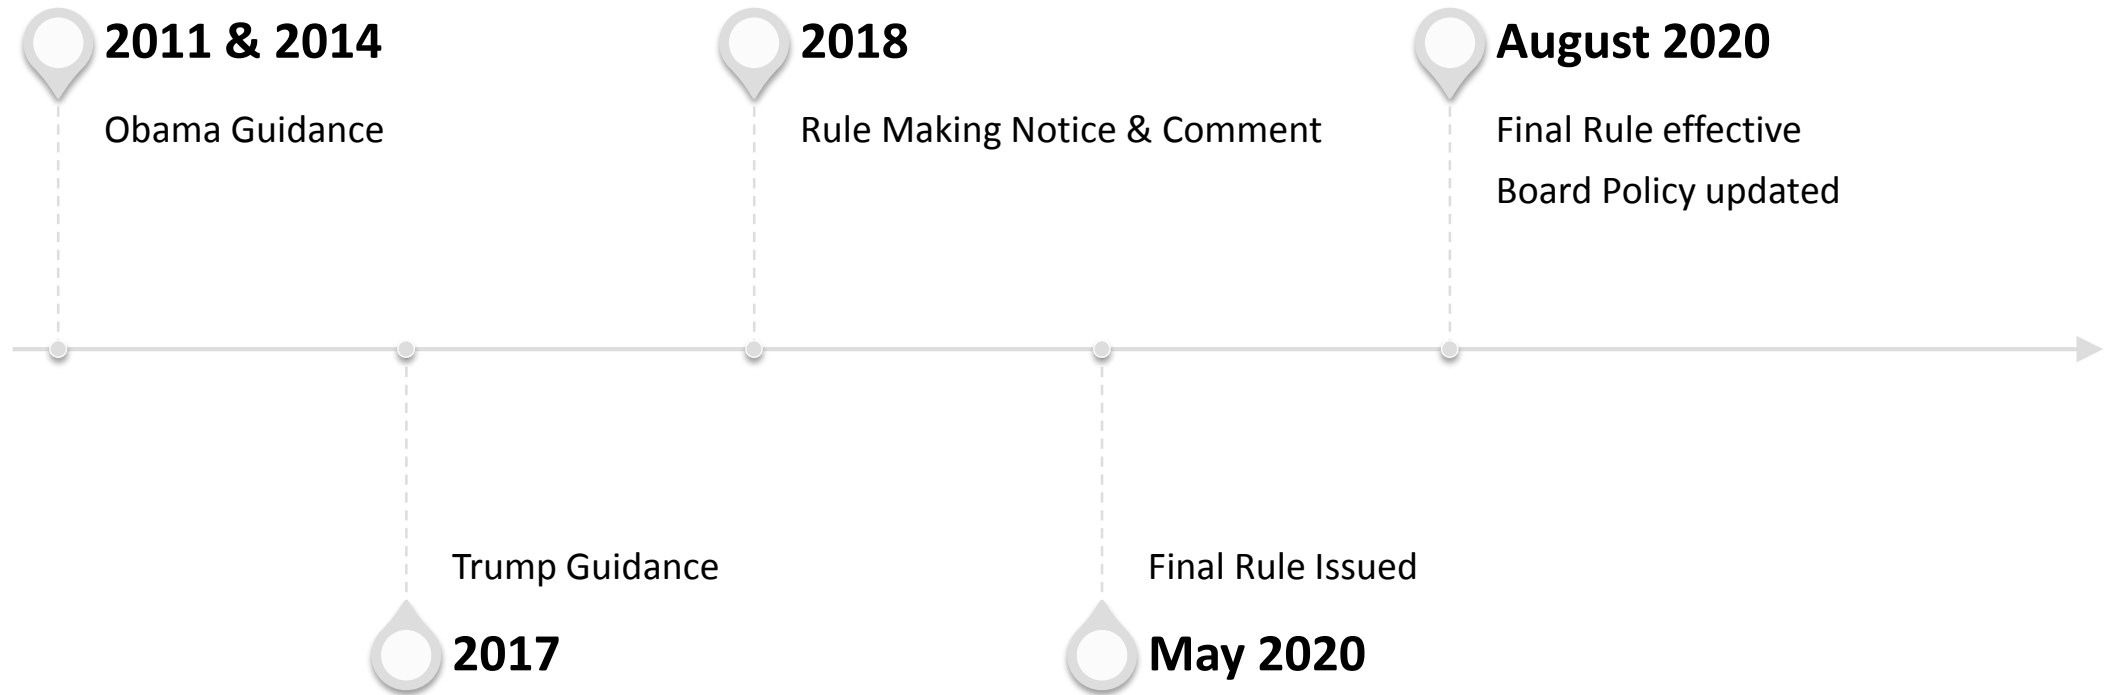 2011 & 2014
Obama Guidance
Trump Guidance
2017
2018
Rule Making Notice & Comment
Final Rule Issued
May 2020
August 2020
Final Rule effective
Board Policy updated